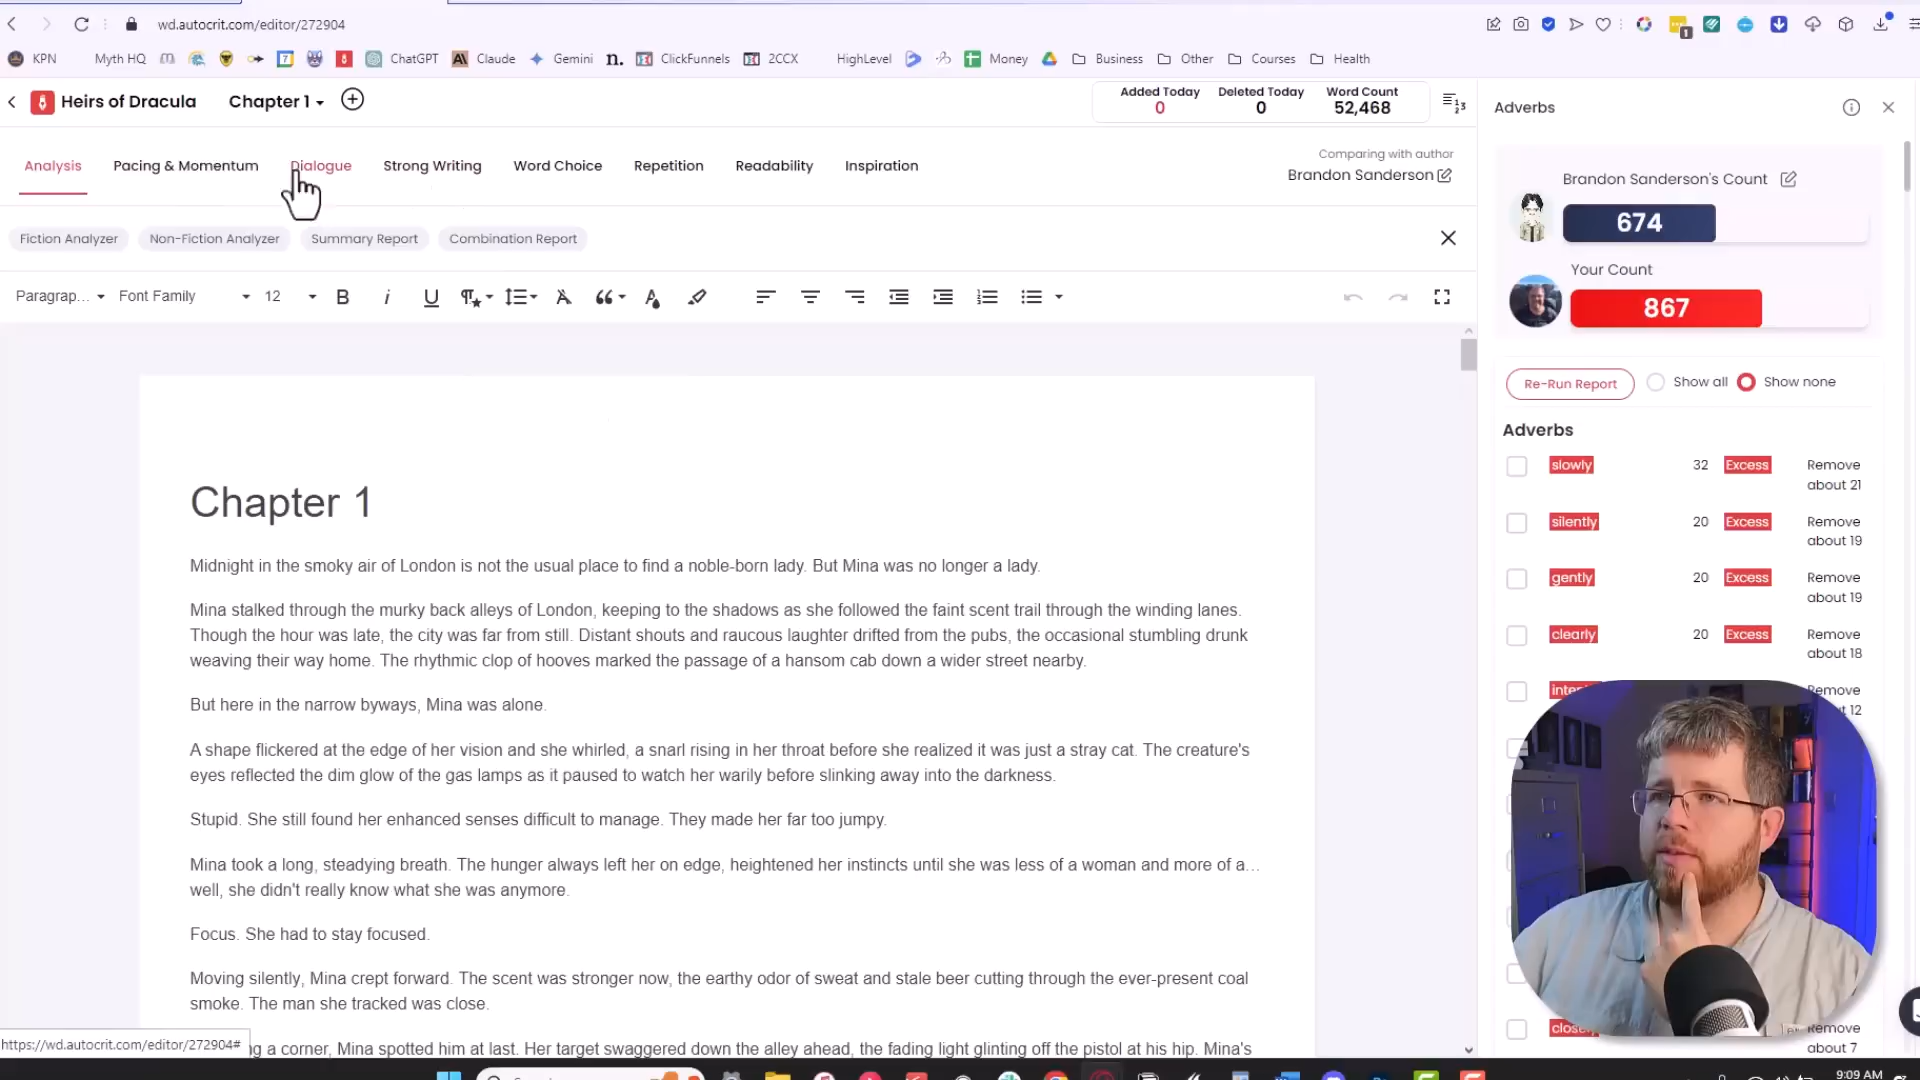 wd.autocrit.com/editor/272904
KPN Myth HQ ChatGPT Claude Gemini n. ClickFunnels 2CCX HighLevel Money Business Other Courses Health
Heirs of Dracula Chapter 1
Added Today Deleted Today Word Count
0 0 52,468
Adverbs
Analysis Pacing & Momentum Dialogue Strong Writing Word Choice Repetition Readability Inspiration
Comparing with author
Brandon Sanderson
Brandon Sanderson's Count
674
Your Count
867
Fiction Analyzer Non-Fiction Analyzer Summary Report Combination Report
Paragrap... Font Family 12 B i U
Re-Run Report Show all Show none
Adverbs
slowly 32 Excess Remove about 21
silently 20 Excess Remove about 19
gently 20 Excess Remove about 19
clearly 20 Excess Remove about 18
Remove
12
Remove
about 7
Chapter 1
Midnight in the smoky air of London is not the usual place to find a noble-born lady. But Mina was no longer a lady.
Mina stalked through the murky back alleys of London, keeping to the shadows as she followed the faint scent trail through the winding lanes.
Though the hour was late, the city was far from still. Distant shouts and raucous laughter drifted from the pubs, the occasional stumbling drunk
weaving their way home. The rhythmic clop of hooves marked the passage of a hansom cab down a wider street nearby.
But here in the narrow byways, Mina was alone.
A shape flickered at the edge of her vision and she whirled, a snarl rising in her throat before she realized it was just a stray cat. The creature's
eyes reflected the dim glow of the gas lamps as it paused to watch her warily before slinking away into the darkness.
Stupid. She still found her enhanced senses difficult to manage. They made her far too jumpy.
Mina took a long, steadying breath. The hunger always left her on edge, heightened her instincts until she was less of a woman and more of a...
well, she didn't really know what she was anymore.
Focus. She had to stay focused.
Moving silently, Mina crept forward. The scent was stronger now, the earthy odor of sweat and stale beer cutting through the ever-present coal
smoke. The man she tracked was close.
a corner, Mina spotted him at last. Her target swaggered down the alley ahead, the fading light glinting off the pistol at his hip. Mina's
https://wd.autocrit.com/editor/272904#
9:09 AM